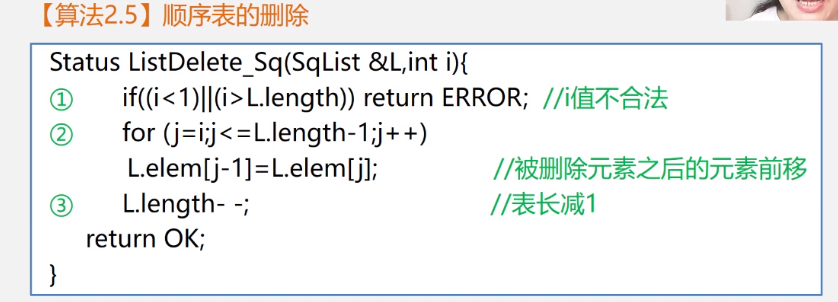 【算法2.5】顺序表的删除
Status ListDelete_Sq(SqList &L,int i){
① if((i<1)||(i>L.length)) return ERROR; //i值不合法
② for (j=i;j<=L.length-1;j++)
L.elem[j-1]=L.elem[j]; //被删除元素之后的元素前移
③ L.length- -; //表长减1
return OK;
}